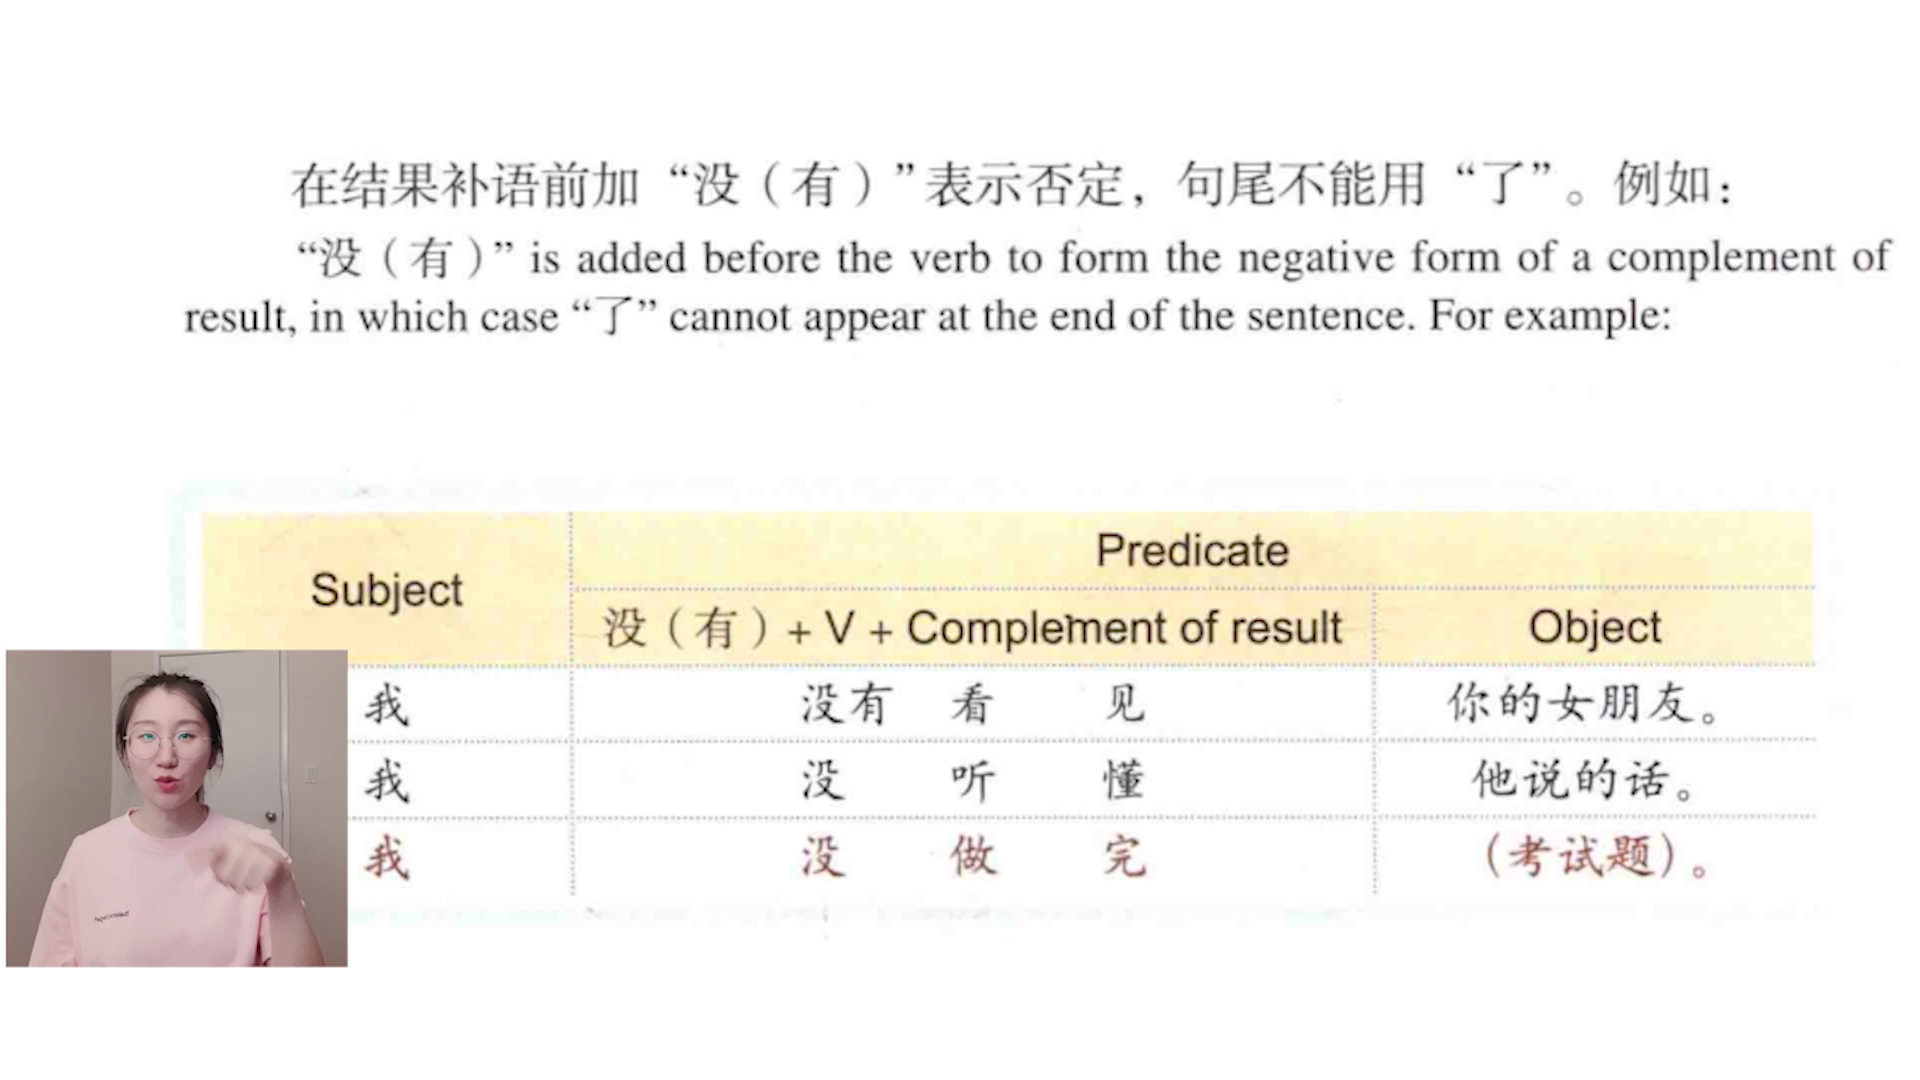 在结果补语前加“没（有）”表示否定，句尾不能用“了”。例如：
“没（有）” is added before the verb to form the negative form of a complement of
result, in which case “了” cannot appear at the end of the sentence. For example:
Subject
Predicate
没（有）+ V + Complement of result
Object
我 没有 看 见 你的女朋友。
我 没 听 懂 他说的话。
我 没 做 完 （考试题）。